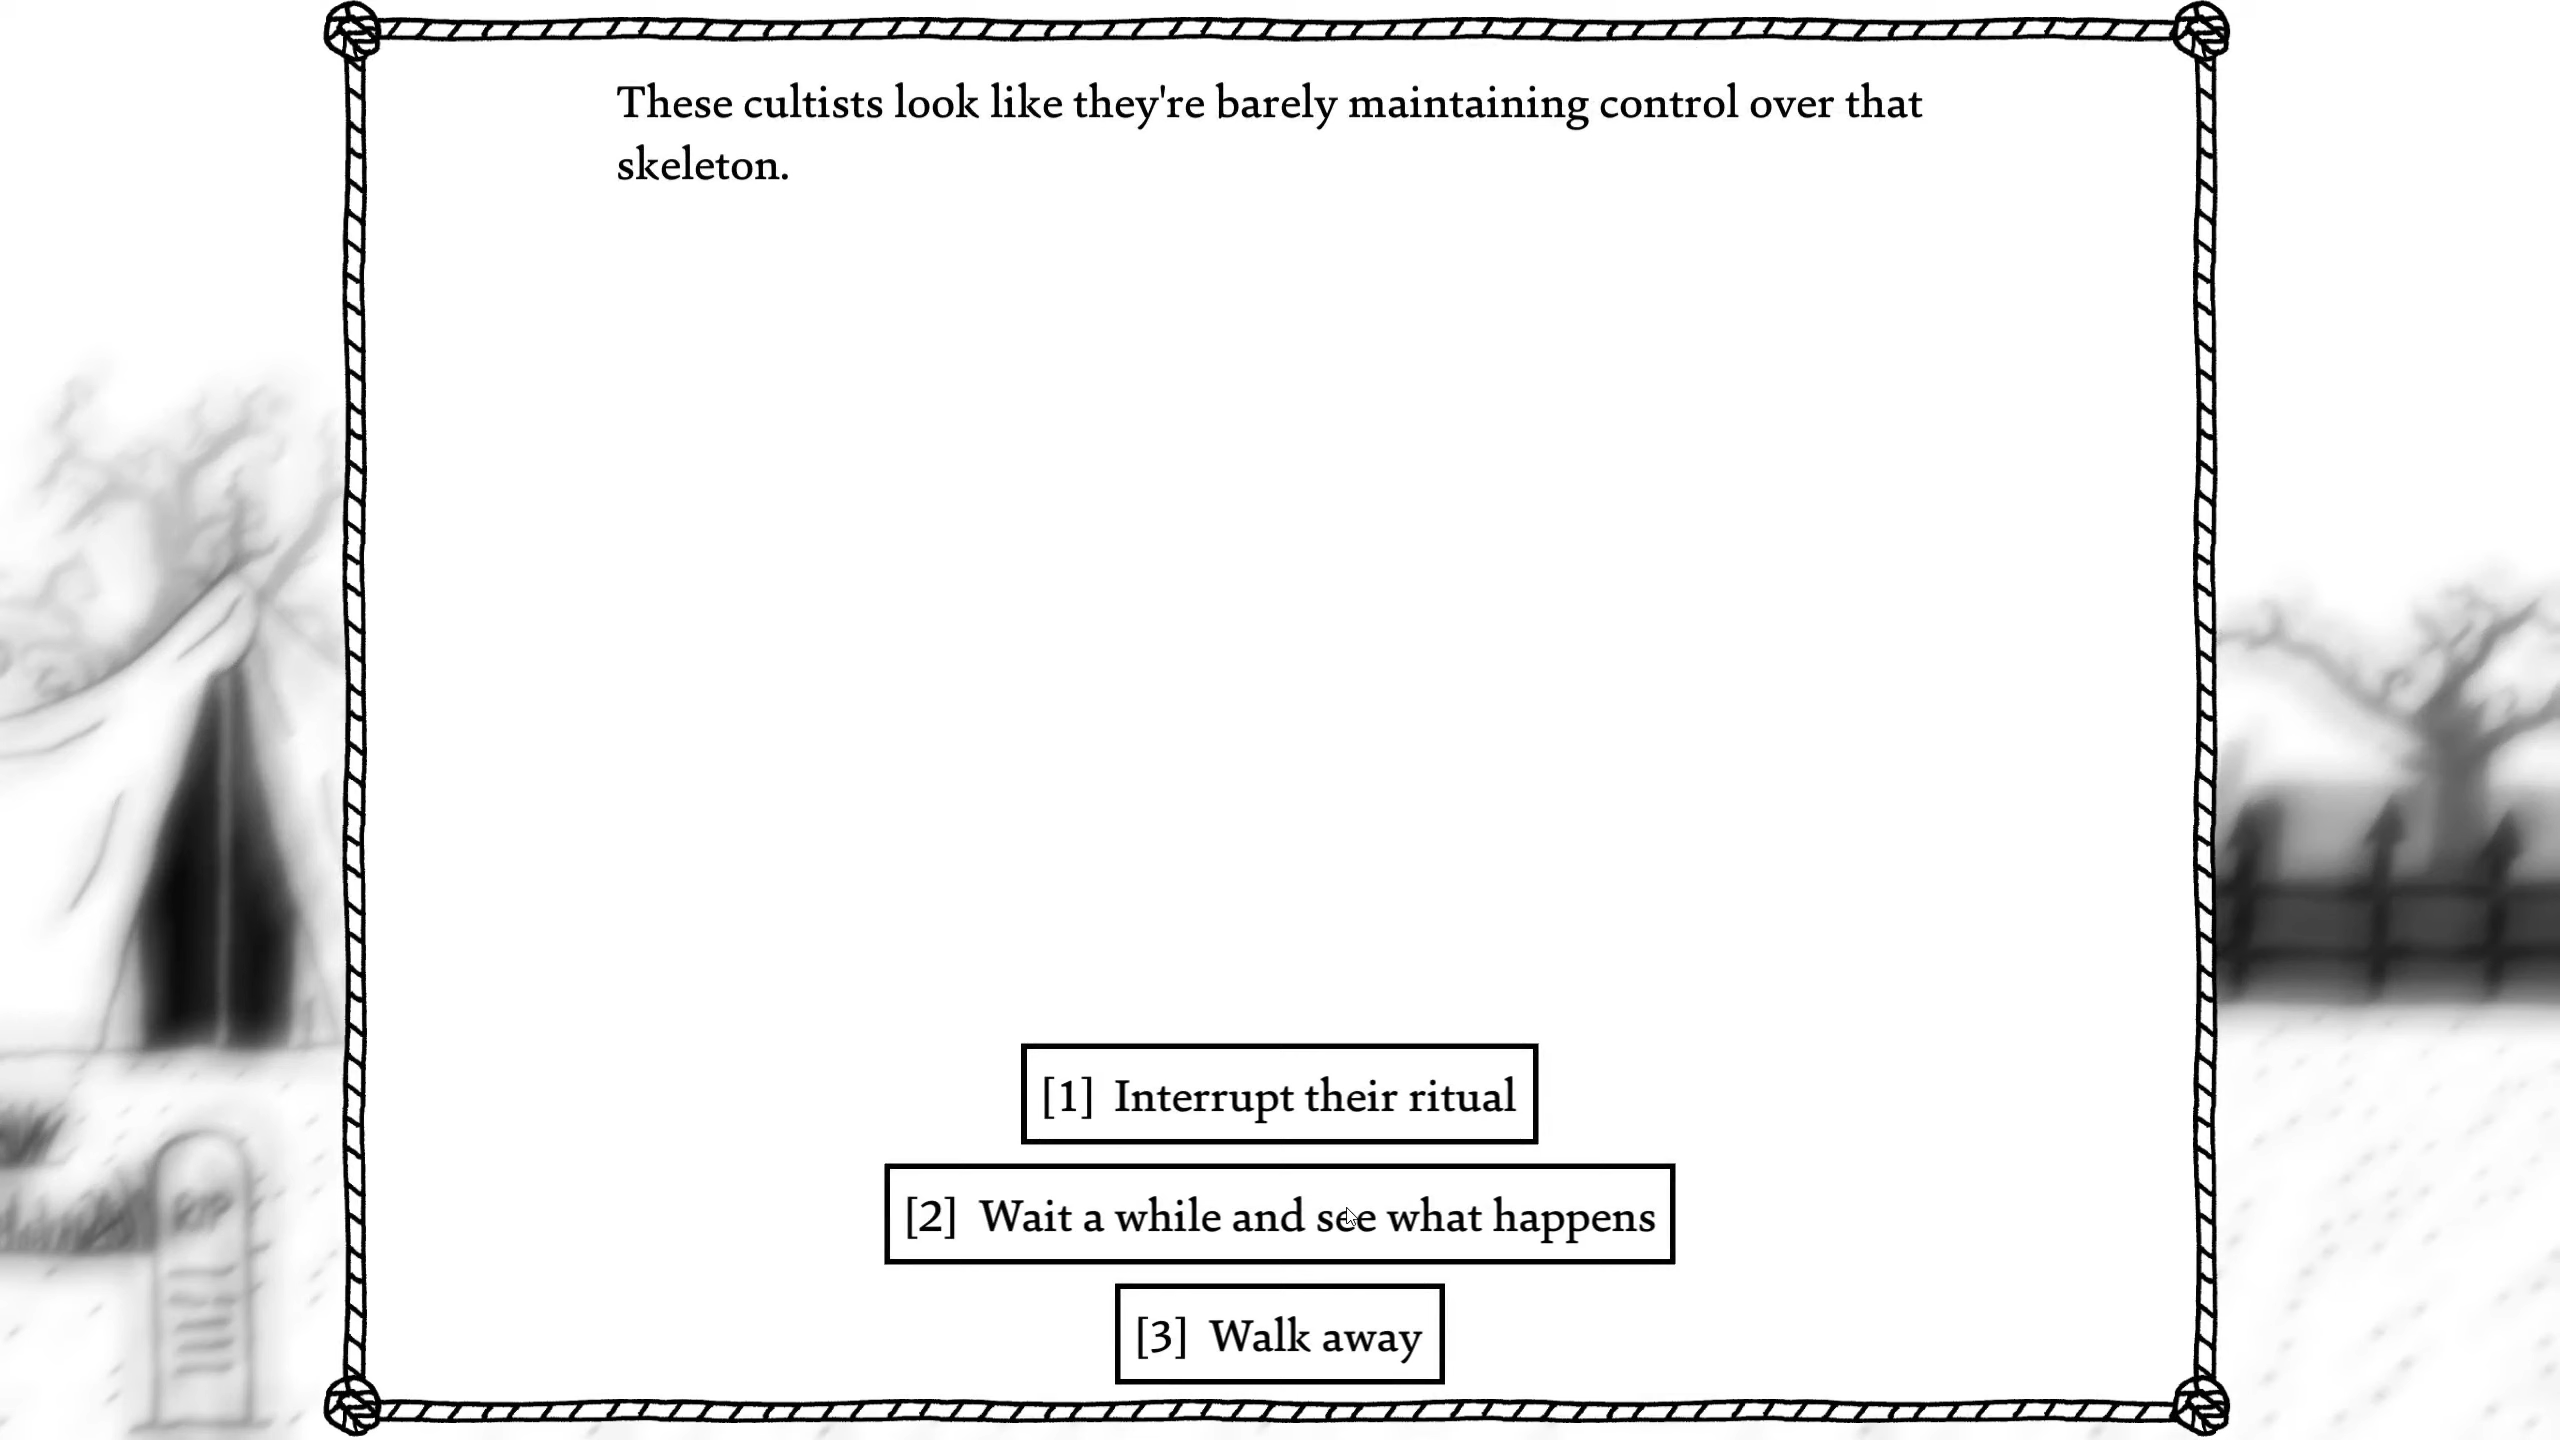 These cultists look like they're barely maintaining control over that
skeleton.
[1] Interrupt their ritual
[2] Wait a while and see what happens
[3] Walk away
RIP